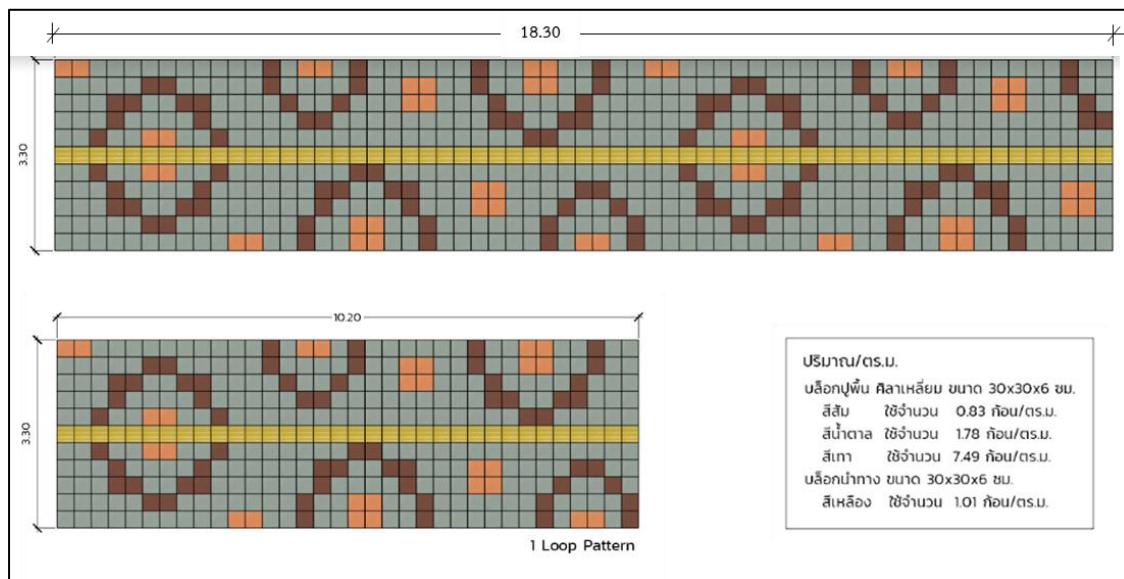 18.30
3.30
10.20
3.30
1 Loop Pattern
ปริมาณ/ตร.ม.
บล็อกปูพื้น ศิลาเหลี่ยม ขนาด 30x30x6 ซม.
สีส้ม ใช้จำนวน 0.83 ก้อน/ตร.ม.
สีน้ำตาล ใช้จำนวน 1.78 ก้อน/ตร.ม.
สีเทา ใช้จำนวน 7.49 ก้อน/ตร.ม.
บล็อกนำทาง ขนาด 30x30x6 ซม.
สีเหลือง ใช้จำนวน 1.01 ก้อน/ตร.ม.